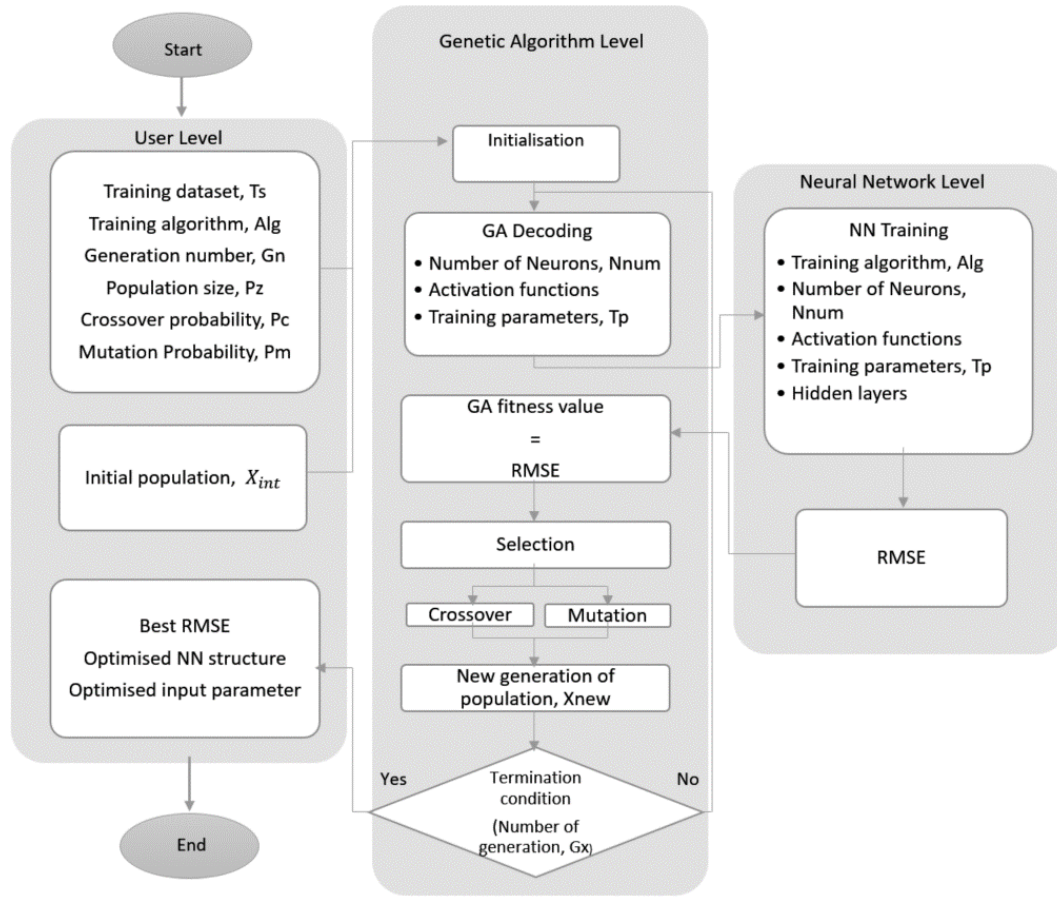 Start
User Level
Training dataset, Ts
Training algorithm, Alg
Generation number, Gn
Population size, Pz
Crossover probability, Pc
Mutation Probability, Pm
Initial population, X_int
Best RMSE
Optimised NN structure
Optimised input parameter
End
Genetic Algorithm Level
Initialisation
GA Decoding
• Number of Neurons, Nnum
• Activation functions
• Training parameters, Tp
GA fitness value
=
RMSE
Selection
Crossover
Mutation
New generation of
population, Xnew
Yes
No
Termination
condition
(Number of
generation, Gx)
Neural Network Level
NN Training
• Training algorithm, Alg
• Number of Neurons,
Nnum
• Activation functions
• Training parameters, Tp
• Hidden layers
RMSE